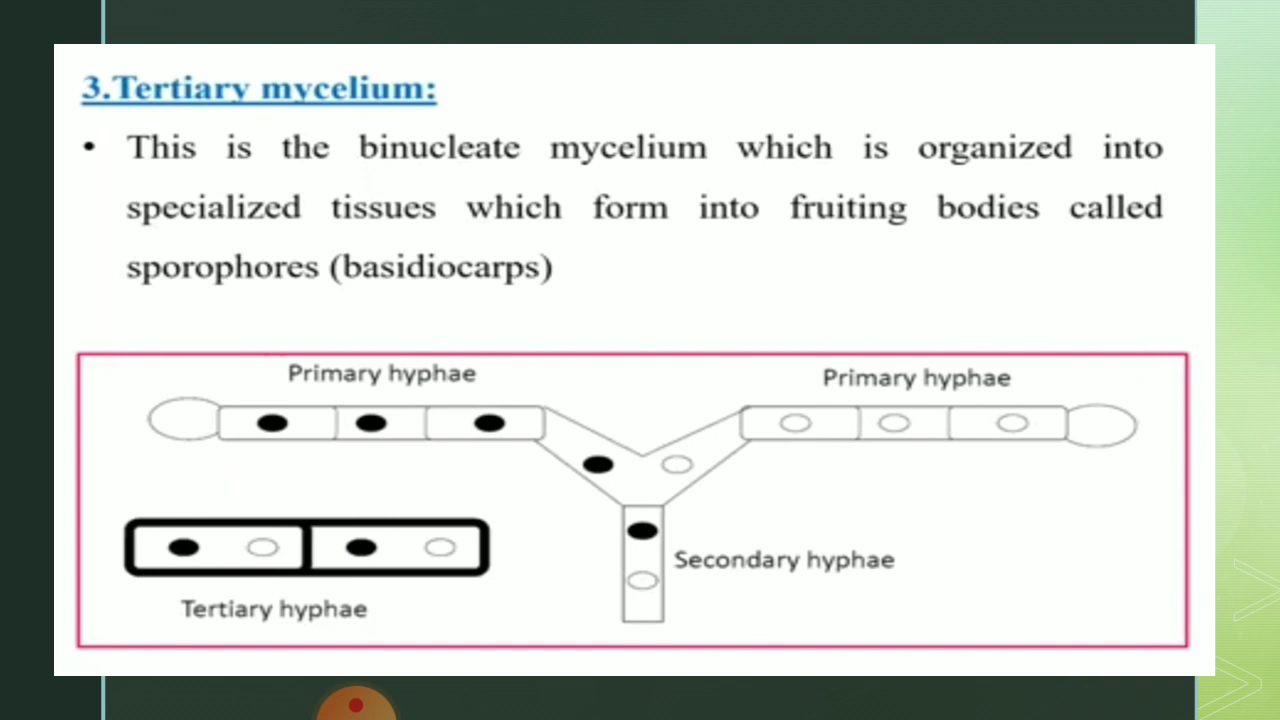 3.Tertiary mycelium:
• This is the binucleate mycelium which is organized into
specialized tissues which form into fruiting bodies called
sporophores (basidiocarps)
Primary hyphae
Primary hyphae
Secondary hyphae
Tertiary hyphae